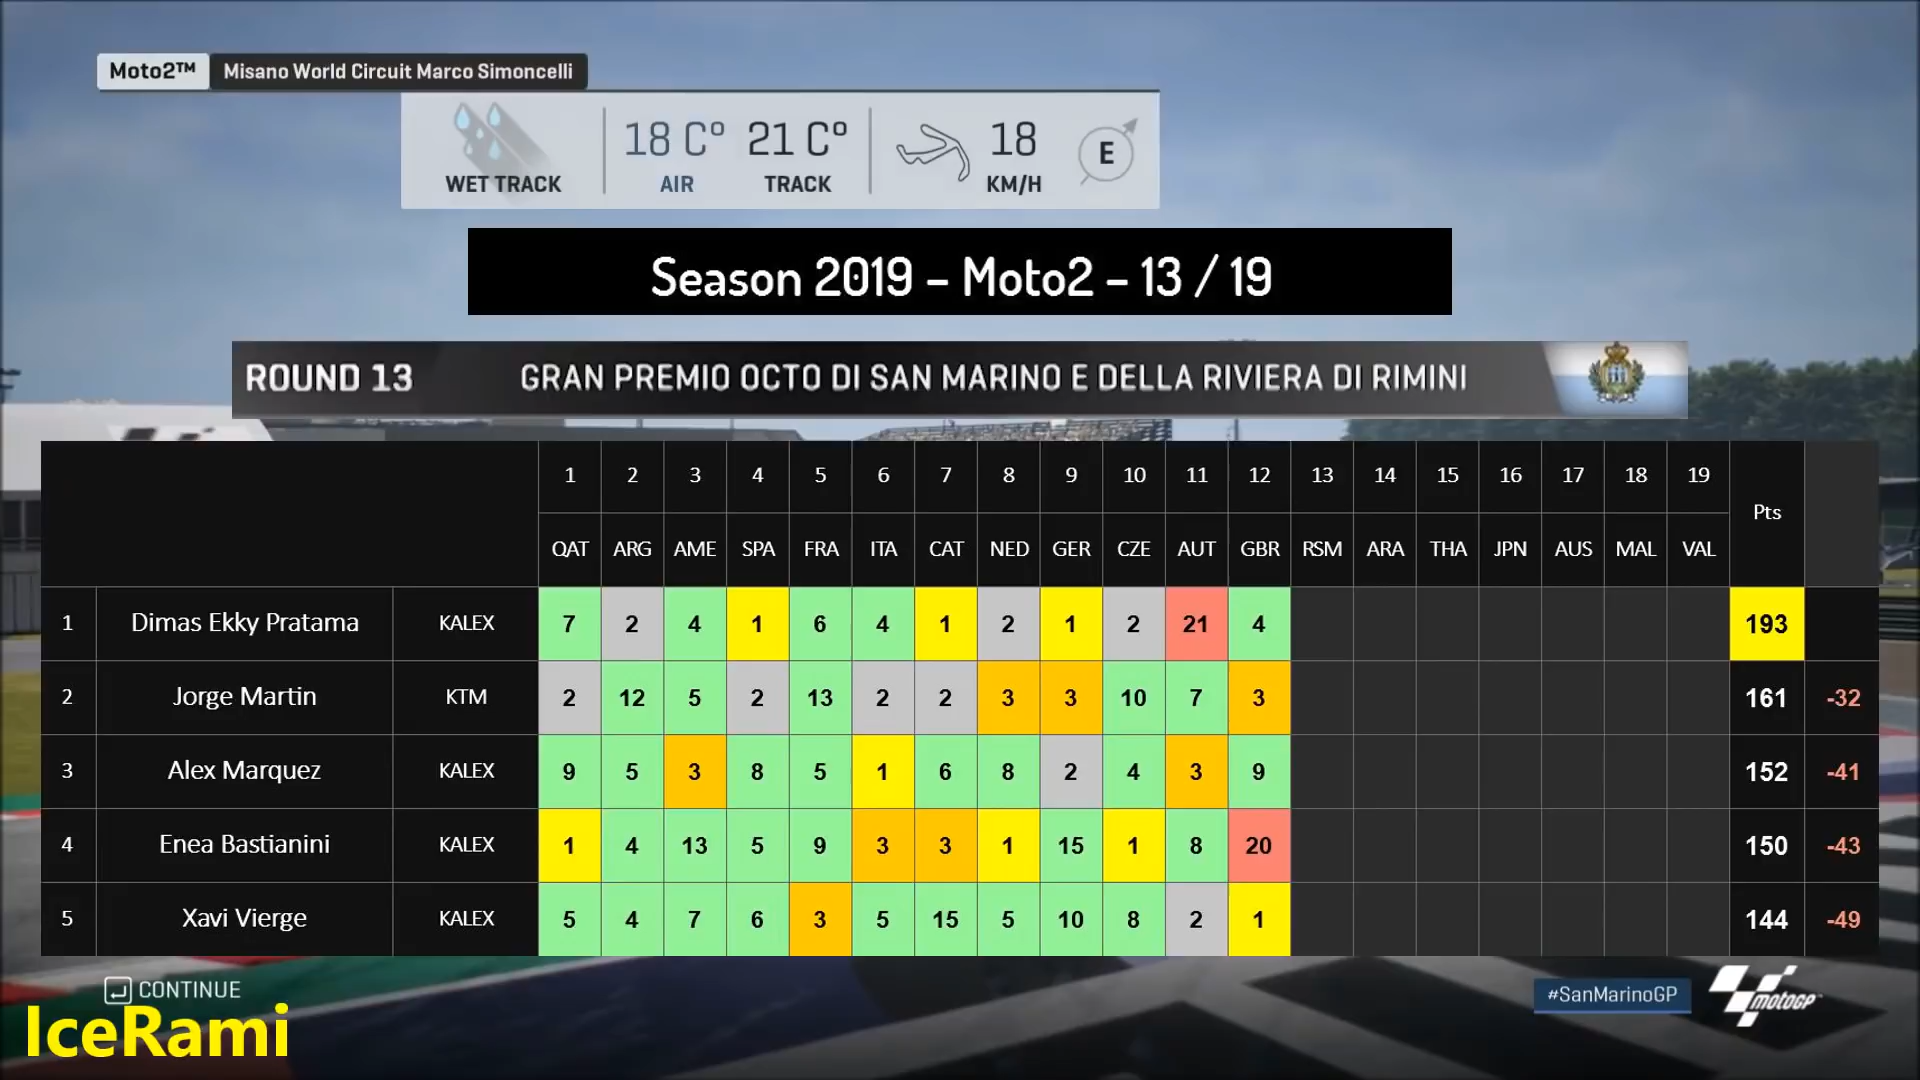 Moto2™ Misano World Circuit Marco Simoncelli
18 C° 21 C° 18 E
WET TRACK AIR TRACK KM/H
Season 2019 – Moto2 – 13 / 19
ROUND 13 GRAN PREMIO OCTO DI SAN MARINO E DELLA RIVIERA DI RIMINI
1 2 3 4 5 6 7 8 9 10 11 12 13 14 15 16 17 18 19
Pts
QAT ARG AME SPA FRA ITA CAT NED GER CZE AUT GBR RSM ARA THA JPN AUS MAL VAL
1 Dimas Ekky Pratama KALEX 7 2 4 1 6 4 1 2 1 2 21 4 193
2 Jorge Martin KTM 2 12 5 2 13 2 2 3 3 10 7 3 161 -32
3 Alex Marquez KALEX 9 5 3 8 5 1 6 8 2 4 3 9 152 -41
4 Enea Bastianini KALEX 1 4 13 5 9 3 3 1 15 1 8 20 150 -43
5 Xavi Vierge KALEX 5 4 7 6 3 5 15 5 10 8 2 1 144 -49
CONTINUE
#SanMarinoGP
motoGP™
IceRami